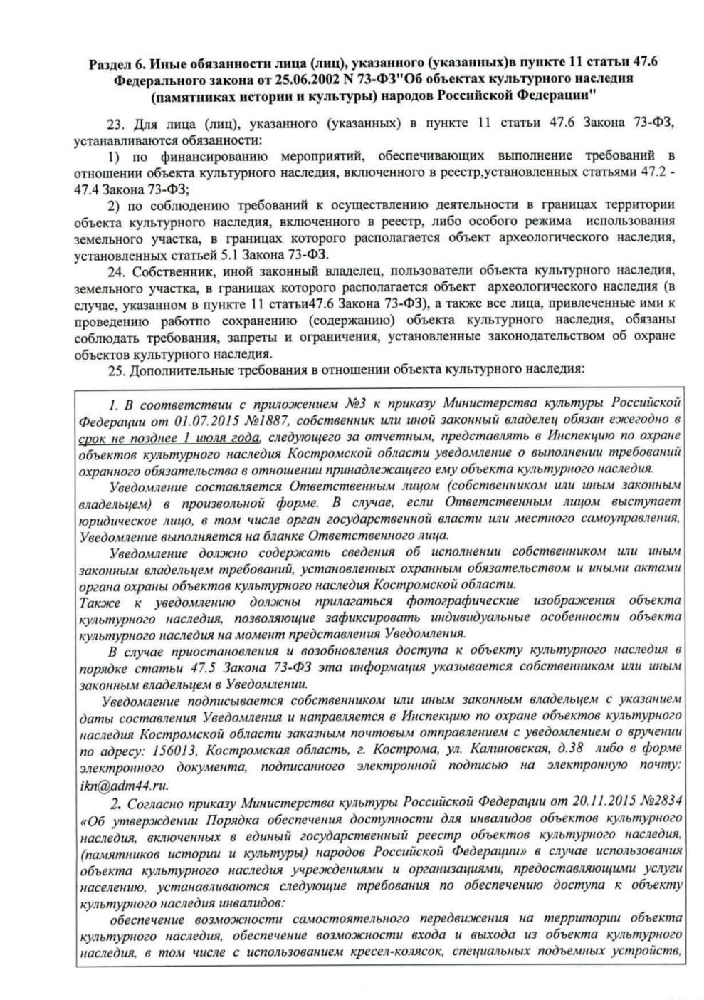 Раздел 6. Иные обязанности лица (лиц), указанного (указанных)в пункте 11 статьи 47.6
Федерального закона от 25.06.2002 N 73-ФЗ"Об объектах культурного наследия
(памятниках истории и культуры) народов Российской Федерации"
23. Для лица (лиц), указанного (указанных) в пункте 11 статьи 47.6 Закона 73-ФЗ,
устанавливаются обязанности:
1) по финансированию мероприятий, обеспечивающих выполнение требований в
отношении объекта культурного наследия, включенного в реестр,установленных статьями 47.2 -
47.4 Закона 73-ФЗ;
2) по соблюдению требований к осуществлению деятельности в границах территории
объекта культурного наследия, включенного в реестр, либо особого режима использования
земельного участка, в границах которого располагается объект археологического наследия,
установленных статьей 5.1 Закона 73-ФЗ.
24. Собственник, иной законный владелец, пользователи объекта культурного наследия,
земельного участка, в границах которого располагается объект археологического наследия (в
случае, указанном в пункте 11 статьи47.6 Закона 73-ФЗ), а также все лица, привлеченные ими к
проведению работпо сохранению (содержанию) объекта культурного наследия, обязаны
соблюдать требования, запреты и ограничения, установленные законодательством об охране
объектов культурного наследия.
25. Дополнительные требования в отношении объекта культурного наследия:
1. В соответствии с приложением №3 к приказу Министерства культуры Российской
Федерации от 01.07.2015 №1887, собственник или иной законный владелец обязан ежегодно в
срок не позднее 1 июля года, следующего за отчетным, представлять в Инспекцию по охране
объектов культурного наследия Костромской области уведомление о выполнении требований
охранного обязательства в отношении принадлежащего ему объекта культурного наследия.
Уведомление составляется Ответственным лицом (собственником или иным законным
владельцем) в произвольной форме. В случае, если Ответственным лицом выступает
юридическое лицо, в том числе орган государственной власти или местного самоуправления,
Уведомление выполняется на бланке Ответственного лица.
Уведомление должно содержать сведения об исполнении собственником или иным
законным владельцем требований, установленных охранным обязательством и иными актами
органа охраны объектов культурного наследия Костромской области.
Также к уведомлению должны прилагаться фотографические изображения объекта
культурного наследия, позволяющие зафиксировать индивидуальные особенности объекта
культурного наследия на момент представления Уведомления.
В случае приостановления и возобновления доступа к объекту культурного наследия в
порядке статьи 47.5 Закона 73-ФЗ эта информация указывается собственником или иным
законным владельцем в Уведомлении.
Уведомление подписывается собственником или иным законным владельцем с указанием
даты составления Уведомления и направляется в Инспекцию по охране объектов культурного
наследия Костромской области заказным почтовым отправлением с уведомлением о вручении
по адресу: 156013, Костромская область, г. Кострома, ул. Калиновская, д.38 либо в форме
электронного документа, подписанного электронной подписью на электронную почту:
ikn@adm44.ru.
2. Согласно приказу Министерства культуры Российской Федерации от 20.11.2015 №2834
«Об утверждении Порядка обеспечения доступности для инвалидов объектов культурного
наследия, включенных в единый государственный реестр объектов культурного наследия,
(памятников истории и культуры) народов Российской Федерации» в случае использования
объекта культурного наследия учреждениями и организациями, предоставляющими услуги
населению, устанавливаются следующие требования по обеспечению доступа к объекту
культурного наследия инвалидов:
обеспечение возможности самостоятельного передвижения на территории объекта
культурного наследия, обеспечение возможности входа и выхода из объекта культурного
наследия, в том числе с использованием кресел-колясок, специальных подъемных устройств,